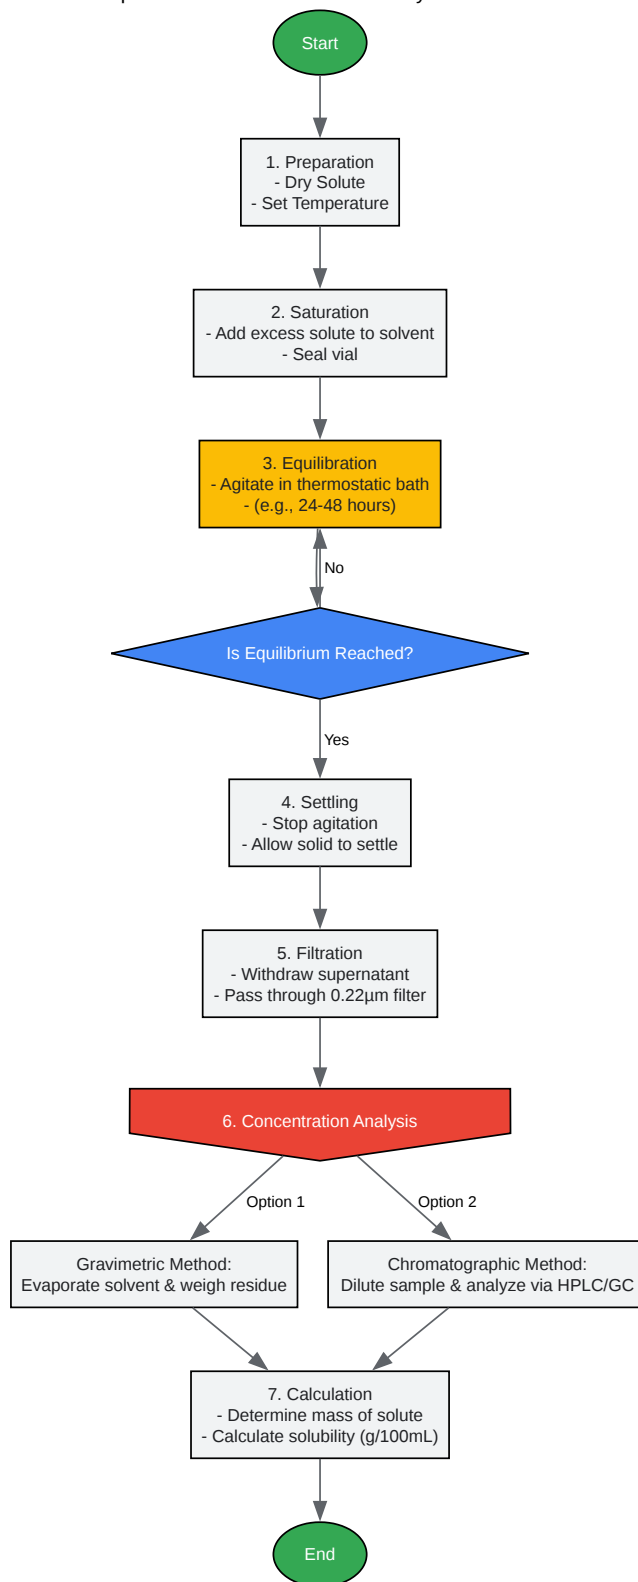 Start
1. Preparation
- Dry Solute
- Set Temperature
2. Saturation
- Add excess solute to solvent
- Seal vial
3. Equilibration
- Agitate in thermostatic bath
- (e.g., 24-48 hours)
No
Is Equilibrium Reached?
Yes
4. Settling
- Stop agitation
- Allow solid to settle
5. Filtration
- Withdraw supernatant
- Pass through 0.22µm filter
6. Concentration Analysis
Option 1
Option 2
Gravimetric Method:
Evaporate solvent & weigh residue
Chromatographic Method:
Dilute sample & analyze via HPLC/GC
7. Calculation
- Determine mass of solute
- Calculate solubility (g/100mL)
End